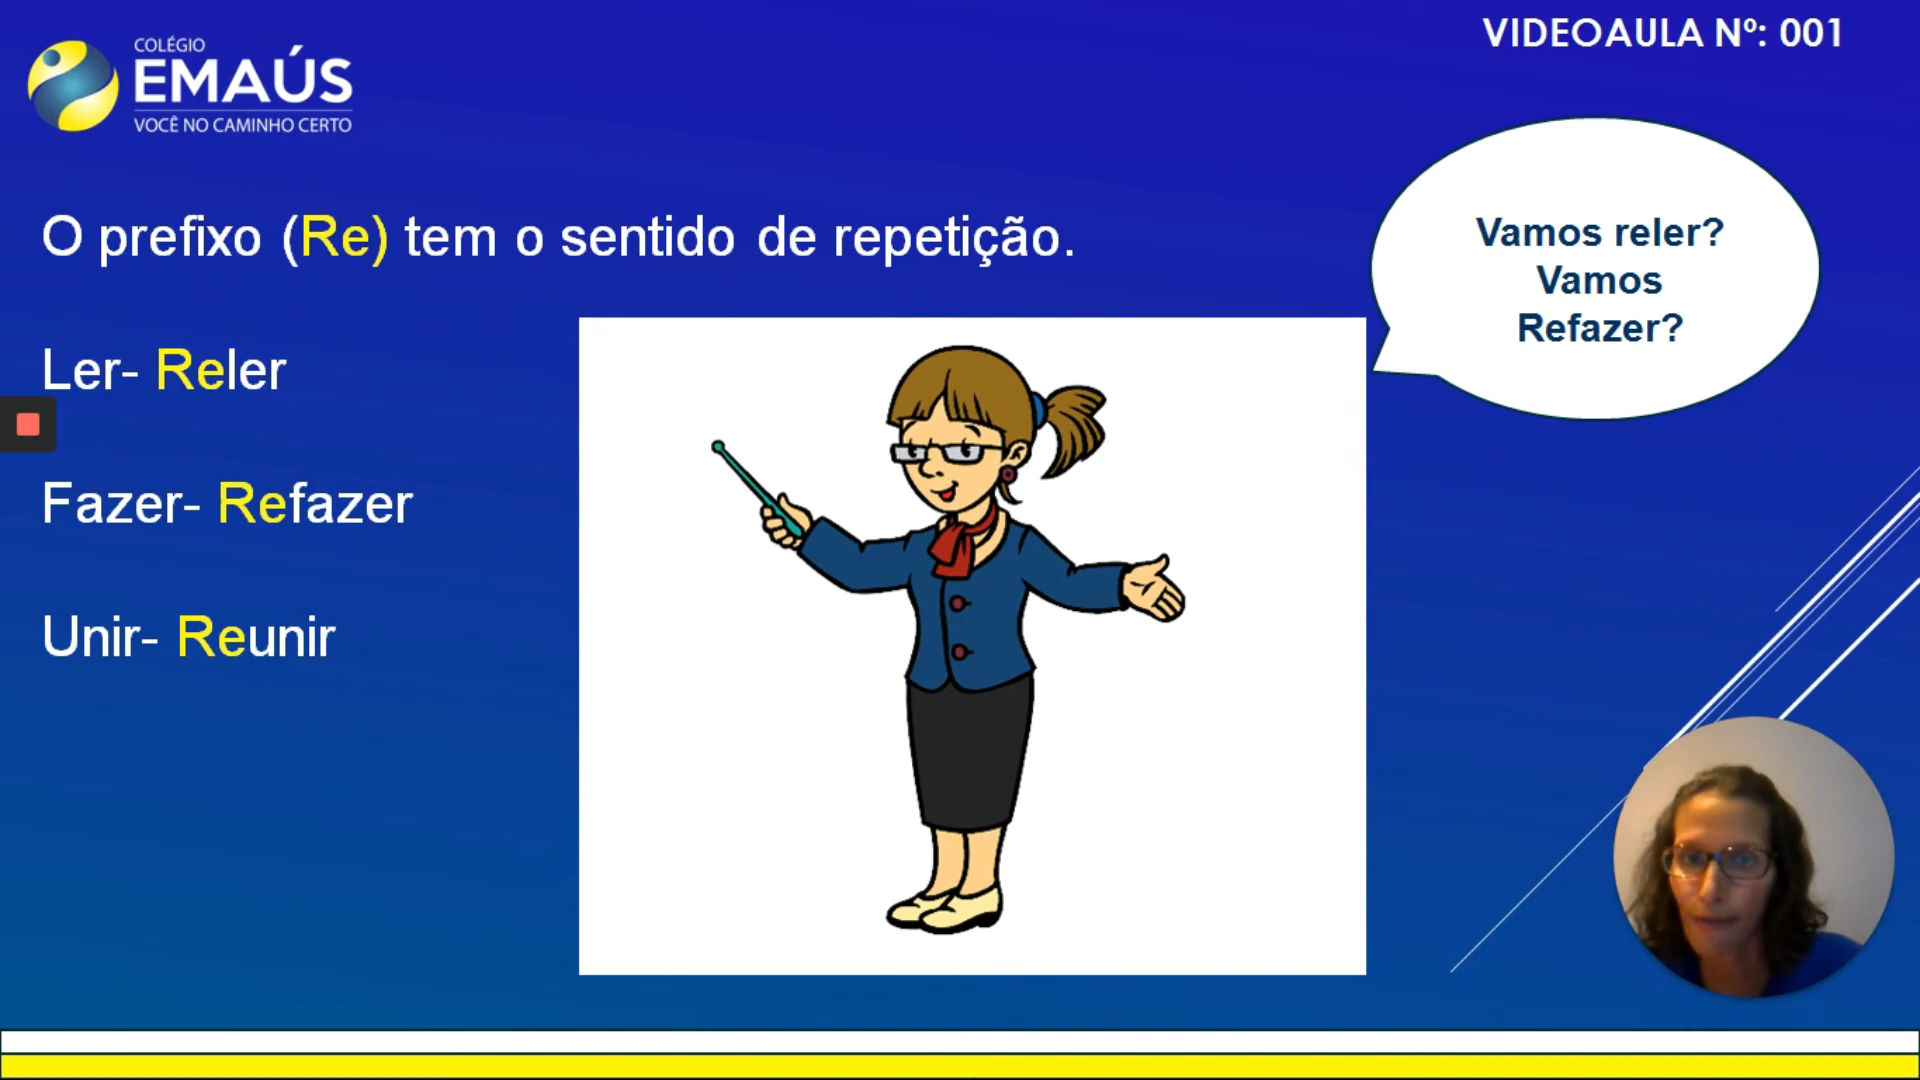 COLÉGIO
EMAÚS
VOCÊ NO CAMINHO CERTO
VIDEOAULA Nº: 001
O prefixo (Re) tem o sentido de repetição.
Ler- Reler
Fazer- Refazer
Unir- Reunir
Vamos reler?
Vamos
Refazer?